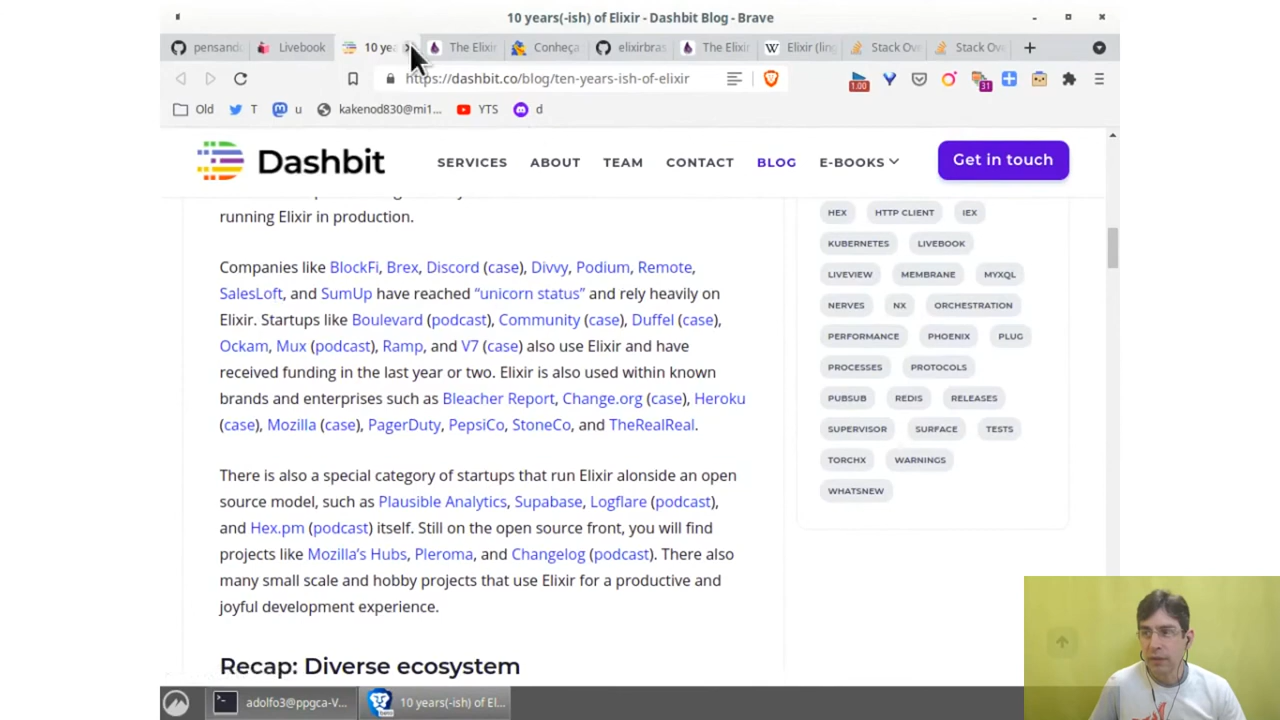 10 years(-ish) of Elixir - Dashbit Blog - Brave
pensand
Livebook
10 yea
The Elixir
Conheça
elixirbras
The Elixir
Elixir (ling
Stack Ov
Stack Ov
https://dashbit.co/blog/ten-years-ish-of-elixir
1.00
31
Old
T
u
kakenod830@mi1...
YTS
d
Dashbit
SERVICES
ABOUT
TEAM
CONTACT
BLOG
E-BOOKS
Get in touch
running Elixir in production.
Companies like BlockFi, Brex, Discord (case), Divvy, Podium, Remote,
SalesLoft, and SumUp have reached “unicorn status” and rely heavily on
Elixir. Startups like Boulevard (podcast), Community (case), Duffel (case),
Ockam, Mux (podcast), Ramp, and V7 (case) also use Elixir and have
received funding in the last year or two. Elixir is also used within known
brands and enterprises such as Bleacher Report, Change.org (case), Heroku
(case), Mozilla (case), PagerDuty, PepsiCo, StoneCo, and TheRealReal.
There is also a special category of startups that run Elixir alongside an open
source model, such as Plausible Analytics, Supabase, Logflare (podcast),
and Hex.pm (podcast) itself. Still on the open source front, you will find
projects like Mozilla’s Hubs, Pleroma, and Changelog (podcast). There also
many small scale and hobby projects that use Elixir for a productive and
joyful development experience.
Recap: Diverse ecosystem
HEX HTTP CLIENT IEX
KUBERNETES LIVEBOOK
LIVEVIEW MEMBRANE MYXQL
NERVES NX ORCHESTRATION
PERFORMANCE PHOENIX PLUG
PROCESSES PROTOCOLS
PUBSUB REDIS RELEASES
SUPERVISOR SURFACE TESTS
TORCHX WARNINGS
WHATSNEW
adolfo3@ppgca-V...
10 years(-ish) of El...